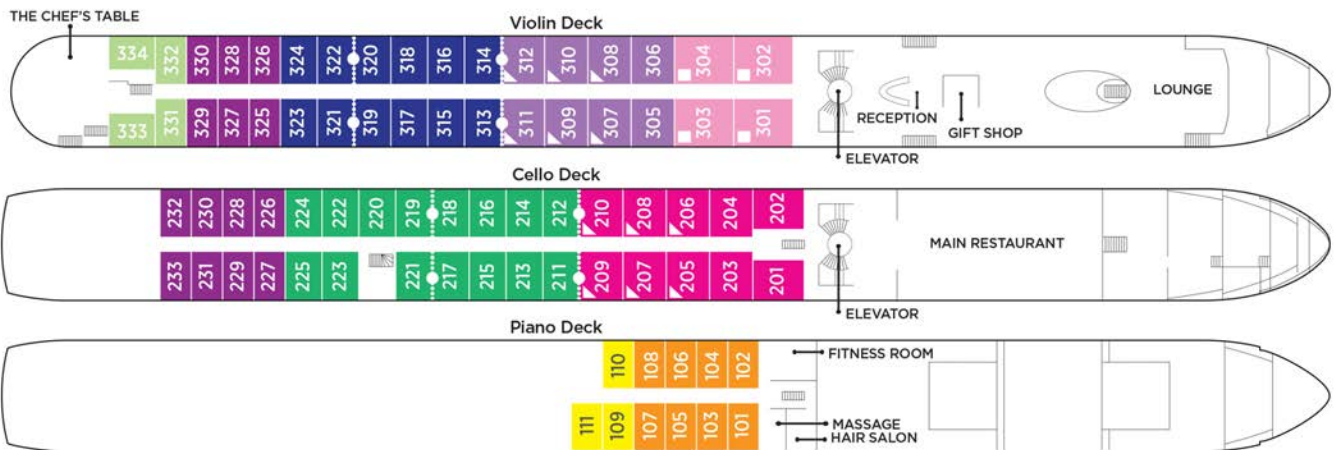 THE CHEF'S TABLE
Violin Deck
334 332 330 328 326 324 322 320 318 316 314 312 310 308 306 304 302
333 331 329 327 325 323 321 319 317 315 313 311 309 307 305 303 301
RECEPTION
GIFT SHOP
LOUNGE
ELEVATOR
Cello Deck
232 230 228 226 224 222 220 219 218 216 214 212 210 208 206 204 202
233 231 229 227 225 223 221 217 215 213 211 209 207 205 203 201
MAIN RESTAURANT
ELEVATOR
Piano Deck
110 108 106 104 102
111 109 107 105 103 101
FITNESS ROOM
MASSAGE
HAIR SALON